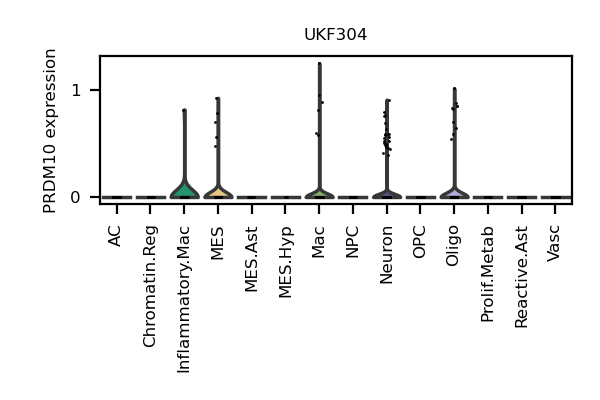 UKF304
PRDM10 expression
1
0
AC
Chromatin.Reg
Inflammatory.Mac
MES
MES.Ast
MES.Hyp
Mac
NPC
Neuron
OPC
Oligo
Prolif.Metab
Reactive.Ast
Vasc